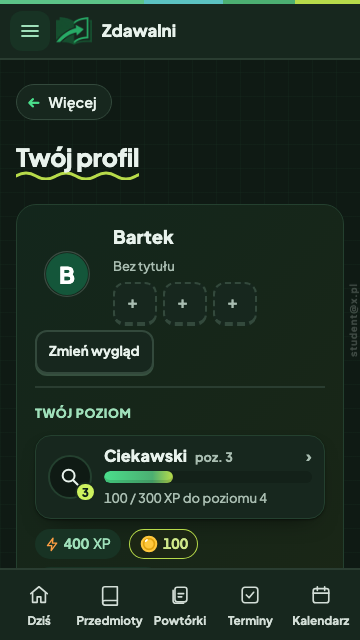 Zdawalni
← Więcej
Twój profil
Bartek
B
Bez tytułu
+ + +
Zmień wygląd
student@x.pl
TWÓJ POZIOM
Ciekawski poz. 3 ›
3
100 / 300 XP do poziomu 4
400 XP 100
Dziś Przedmioty Powtórki Terminy Kalendarz